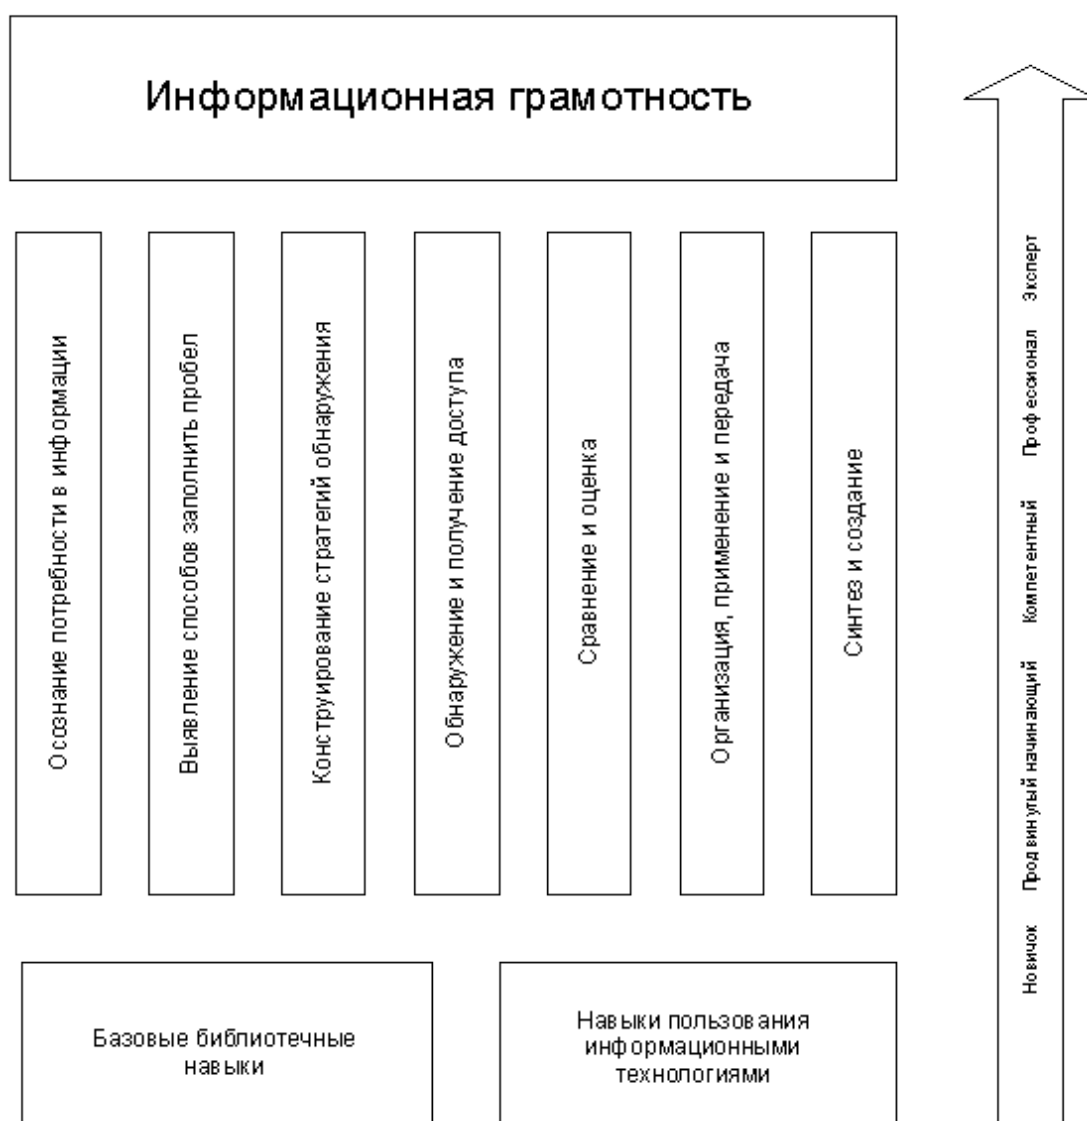 Информационная грамотность
Осознание потребности в информации
Выявление способов заполнить пробел
Конструирование стратегий обнаружения
Обнаружение и получение доступа
Сравнение и оценка
Организация, применение и передача
Синтез и создание
Базовые библиотечные
навыки
Навыки пользования
информационными
технологиями
Новичок Продвинутый начинающий Компетентный Профессионал Эксперт